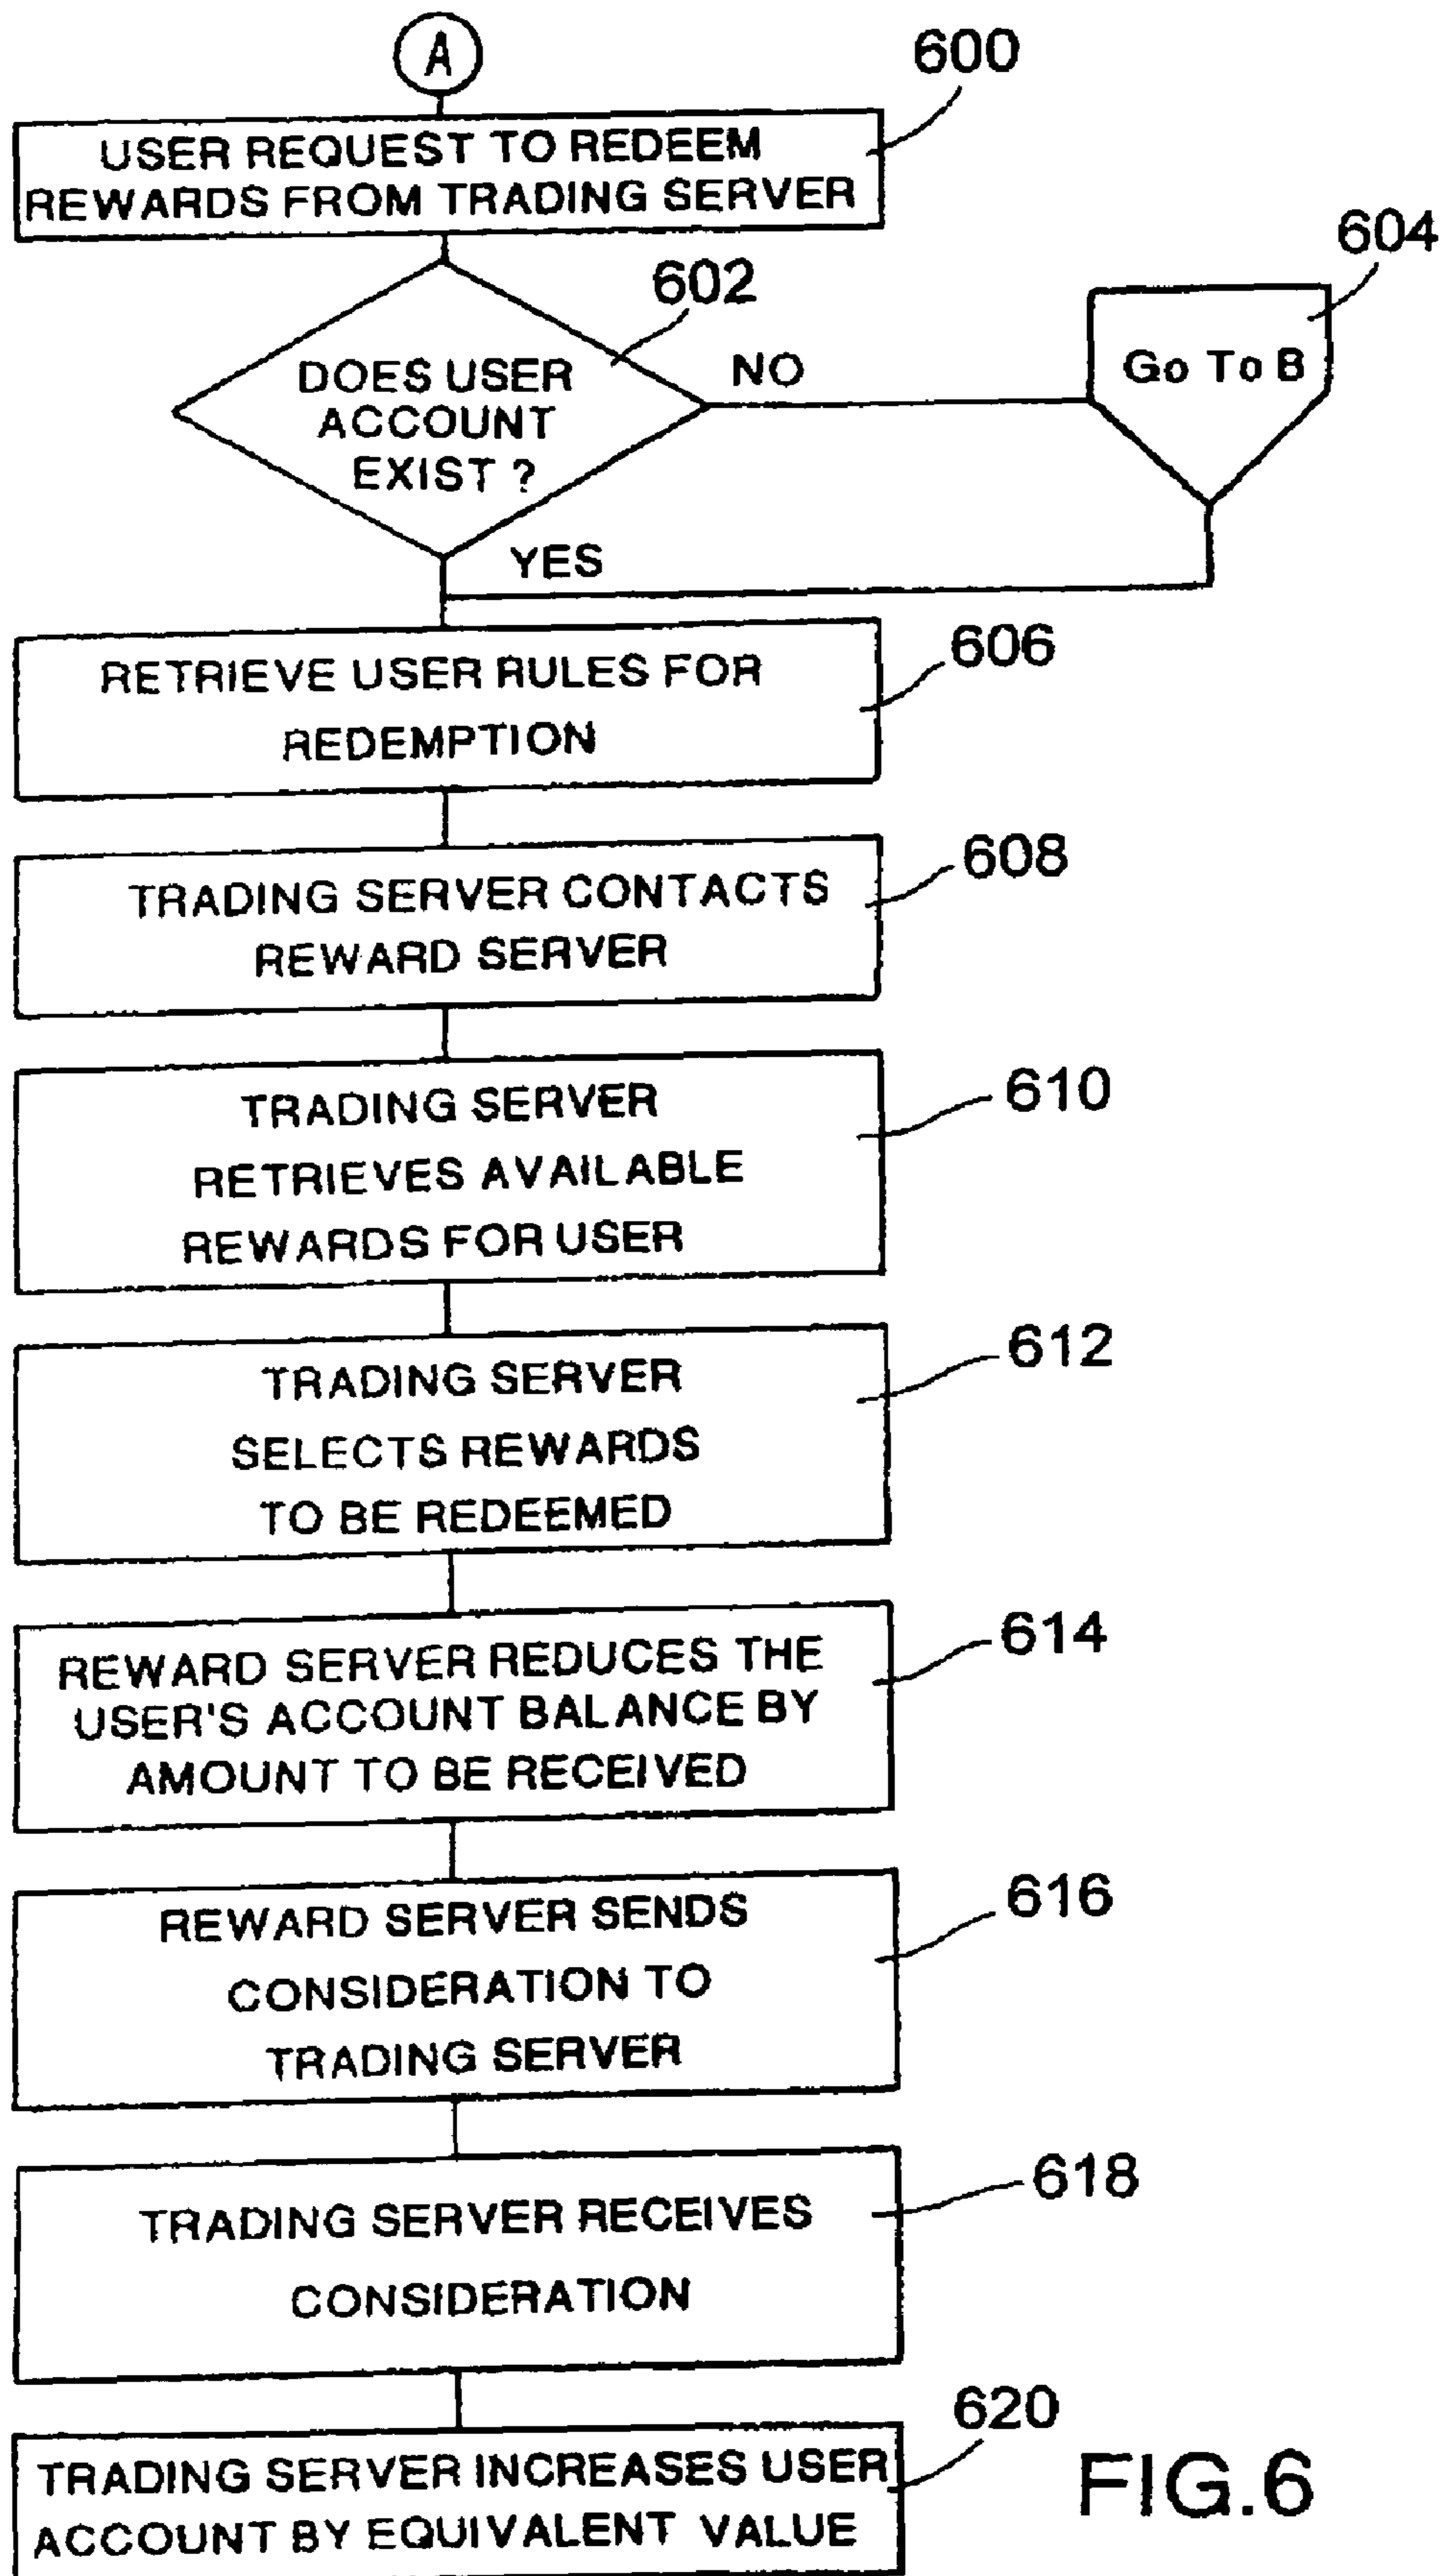 A
600
USER REQUEST TO REDEEM
REWARDS FROM TRADING SERVER
602
604
DOES USER
ACCOUNT
EXIST ?
NO
Go To B
YES
606
RETRIEVE USER RULES FOR
REDEMPTION
608
TRADING SERVER CONTACTS
REWARD SERVER
610
TRADING SERVER
RETRIEVES AVAILABLE
REWARDS FOR USER
612
TRADING SERVER
SELECTS REWARDS
TO BE REDEEMED
614
REWARD SERVER REDUCES THE
USER'S ACCOUNT BALANCE BY
AMOUNT TO BE RECEIVED
616
REWARD SERVER SENDS
CONSIDERATION TO
TRADING SERVER
618
TRADING SERVER RECEIVES
CONSIDERATION
620
TRADING SERVER INCREASES USER
ACCOUNT BY EQUIVALENT VALUE
FIG.6